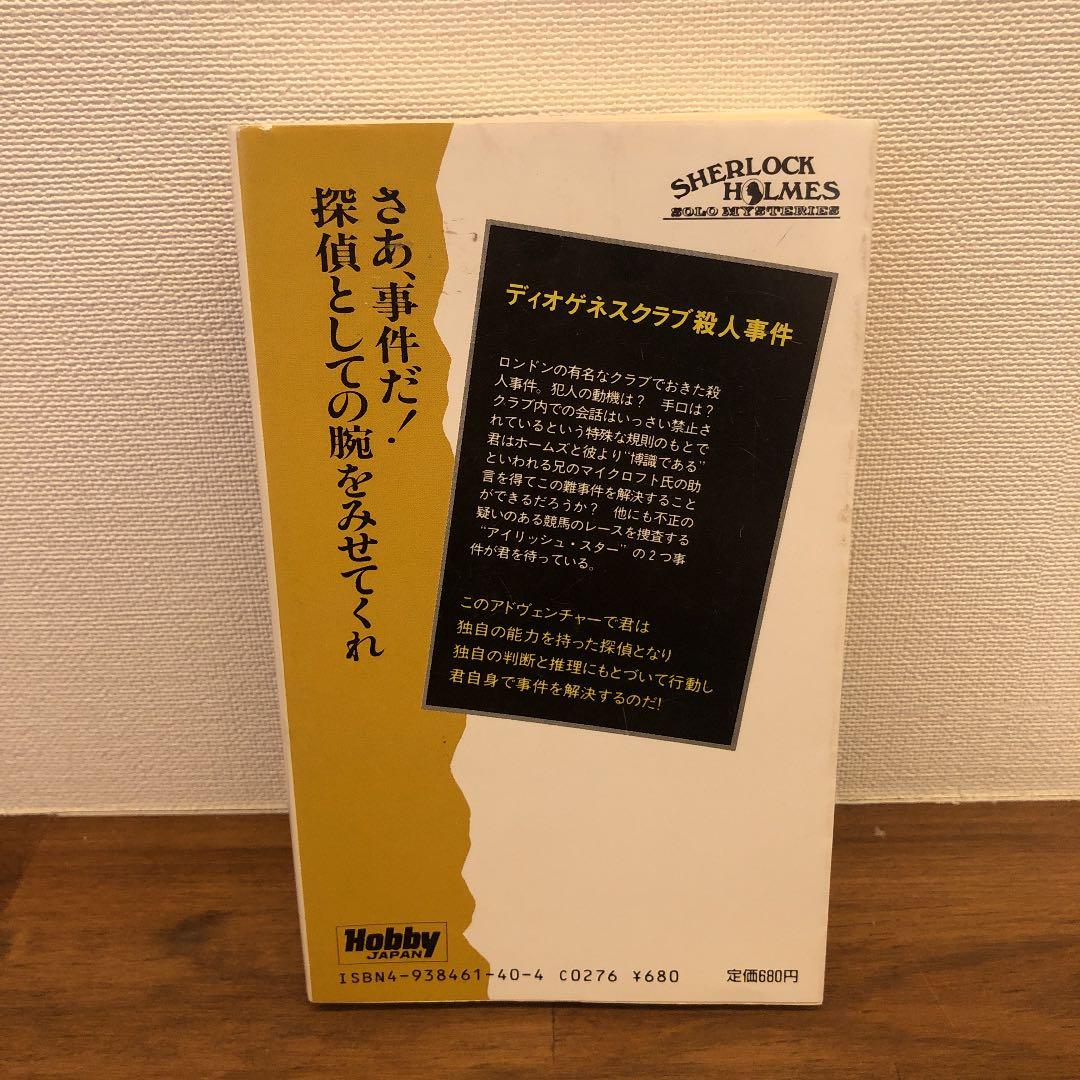 さあ、事件だ!
探偵としての腕をみせてくれ
SHERLOCK
HOLMES
SOLO MYSTERIES
ディオゲネスクラブ殺人事件
ロンドンの有名なクラブでおきた殺
人事件。犯人の動機は? 手口は?
クラブ内での会話はいっさい禁止さ
れているという特殊な規則のもとで
君はホームズと彼より“博識である”
といわれる兄のマイクロフト氏の助
言を得てこの難事件を解決すること
ができるだろうか? 他にも不正の
疑いのある競馬のレースを捜査する
“アイリッシュ・スター”の2つ事
件が君を待っている。
このアドヴェンチャーで君は
独自の能力を持った探偵となり
独自の判断と推理にもとづいて行動し
君自身で事件を解決するのだ!
Hobby
JAPAN
ISBN4-938461-40-4 C0276 ¥680
定価680円